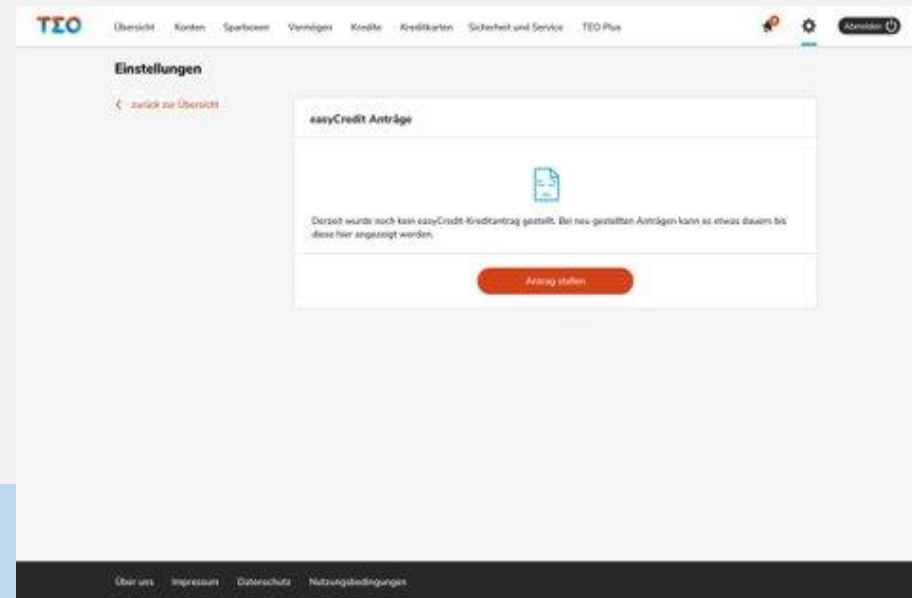 TΣO
Übersicht Konten Sparboxen Vermögen Kredite Kreditkarten Sicherheit und Service TEO Plus
Abmelden
Einstellungen
zurück zur Übersicht
easyCredit Anträge
Derzeit wurde noch kein easyCredit-Kreditantrag gestellt. Bei neu gestellten Anträgen kann es etwas dauern bis
diese hier angezeigt werden.
Antrag stellen
Über uns Impressum Datenschutz Nutzungsbedingungen